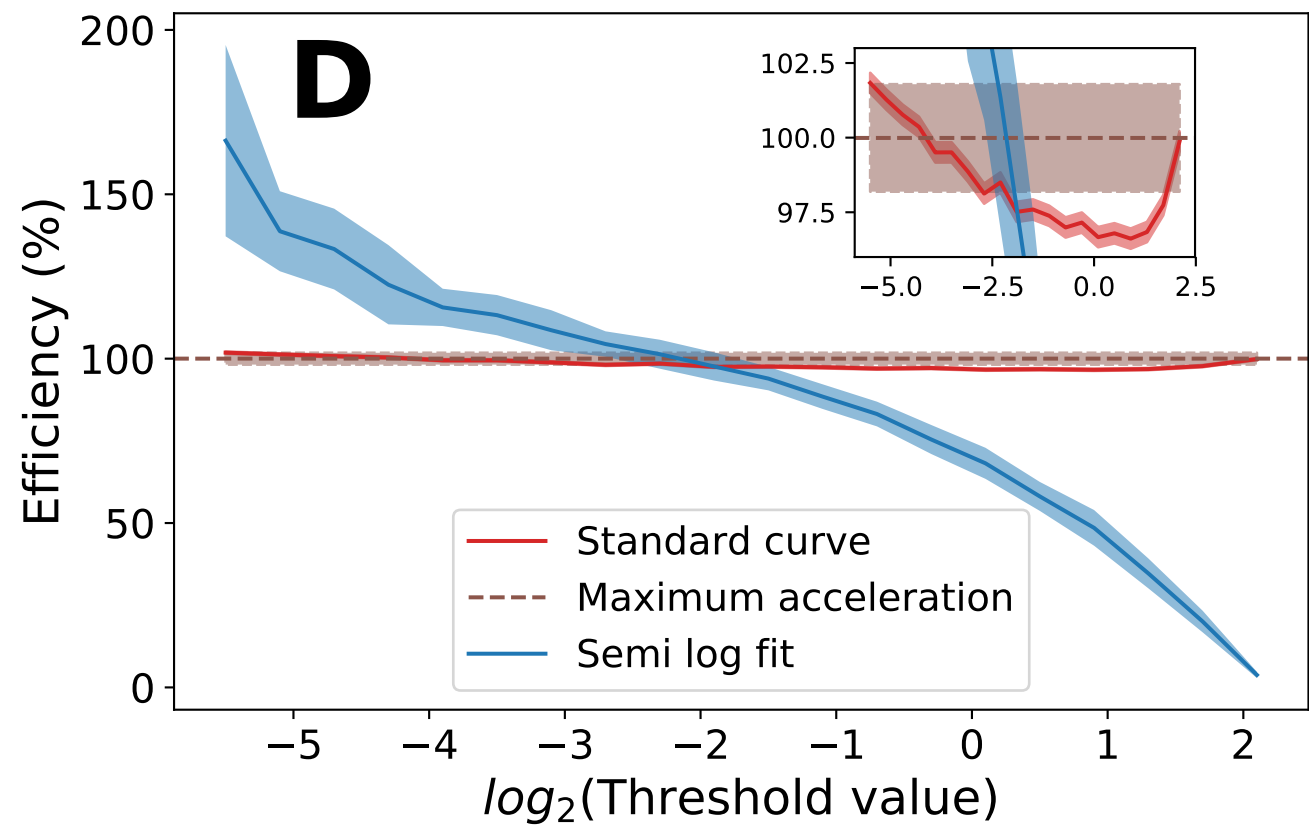 D
200
150
100
50
0
Efficiency (%)
−5 −4 −3 −2 −1 0 1 2
log2(Threshold value)
102.5
100.0
97.5
−5.0 −2.5 0.0 2.5
Standard curve
Maximum acceleration
Semi log fit